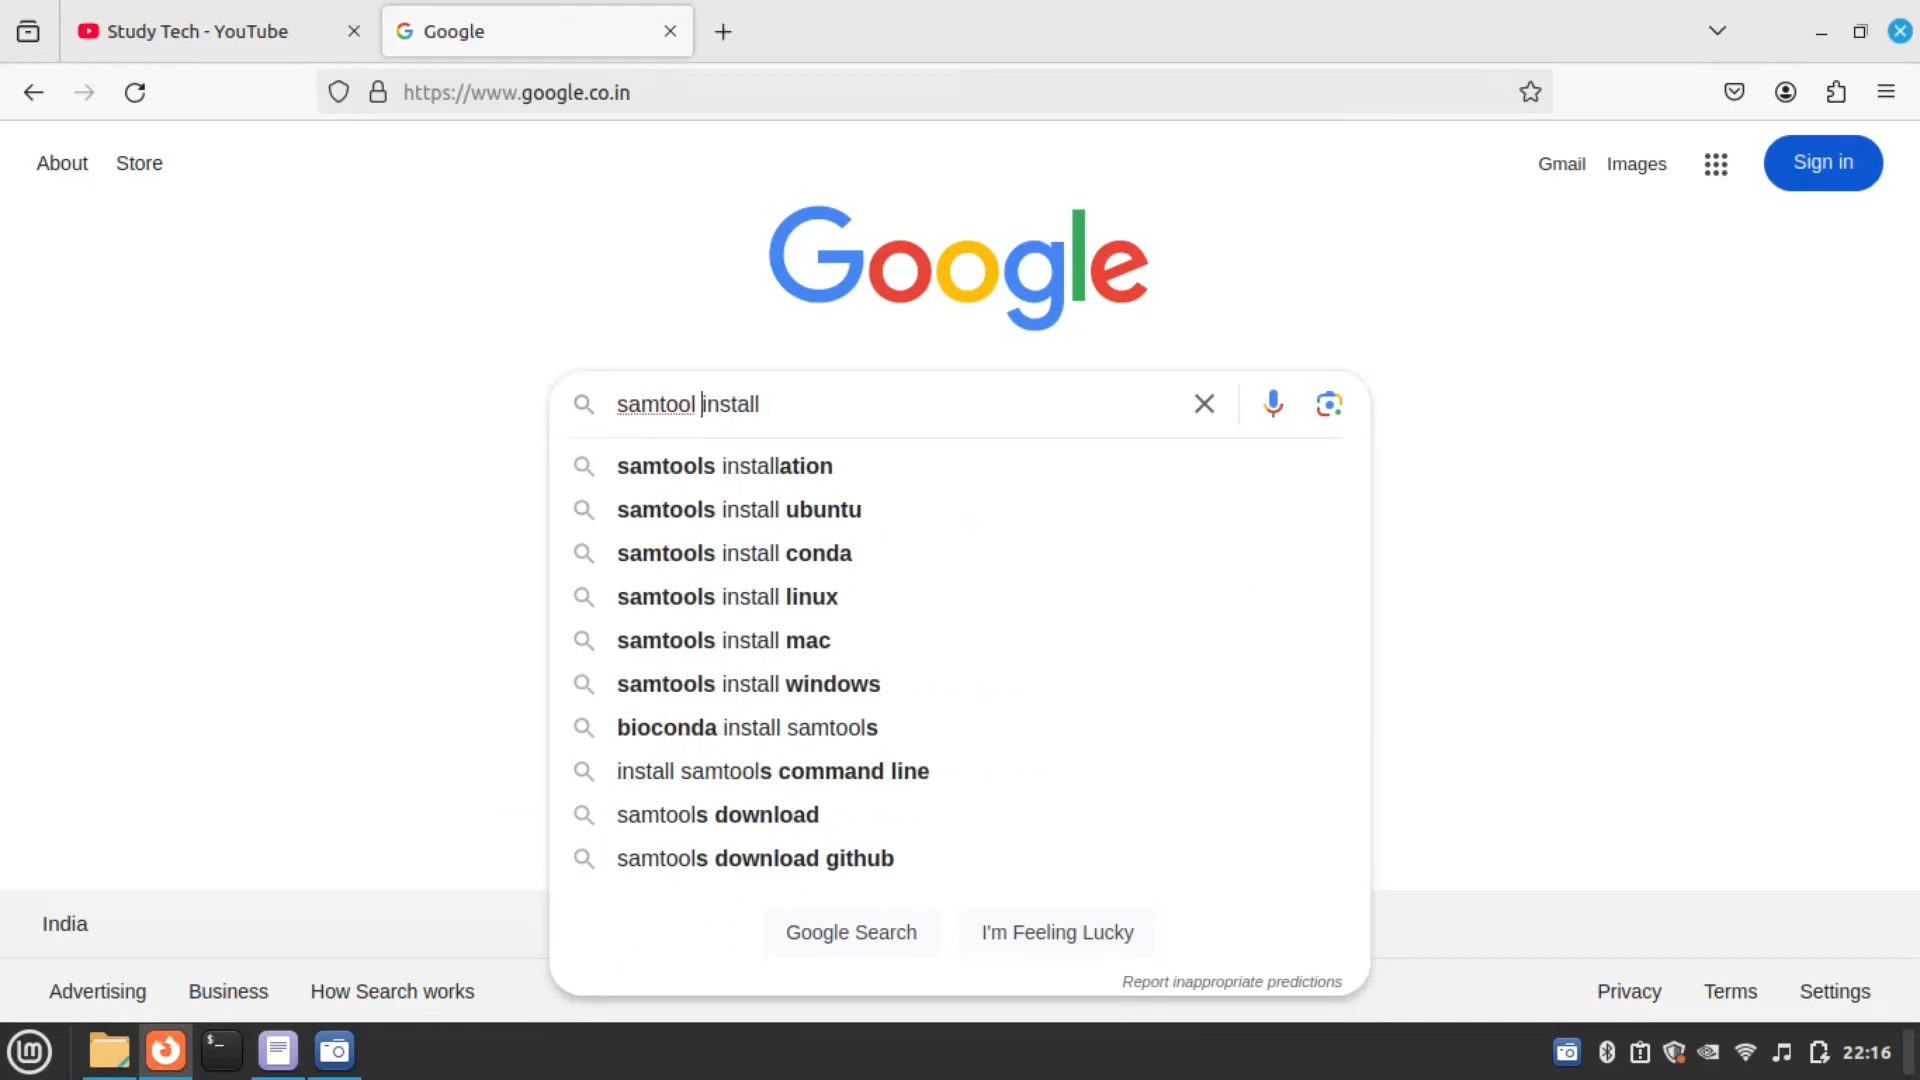 Study Tech - YouTube
Google
https://www.google.co.in
About Store
Gmail Images Sign in
Google
samtool install
samtools installation
samtools install ubuntu
samtools install conda
samtools install linux
samtools install mac
samtools install windows
bioconda install samtools
install samtools command line
samtools download
samtools download github
Google Search I'm Feeling Lucky
Report inappropriate predictions
India
Advertising Business How Search works
Privacy Terms Settings
22:16